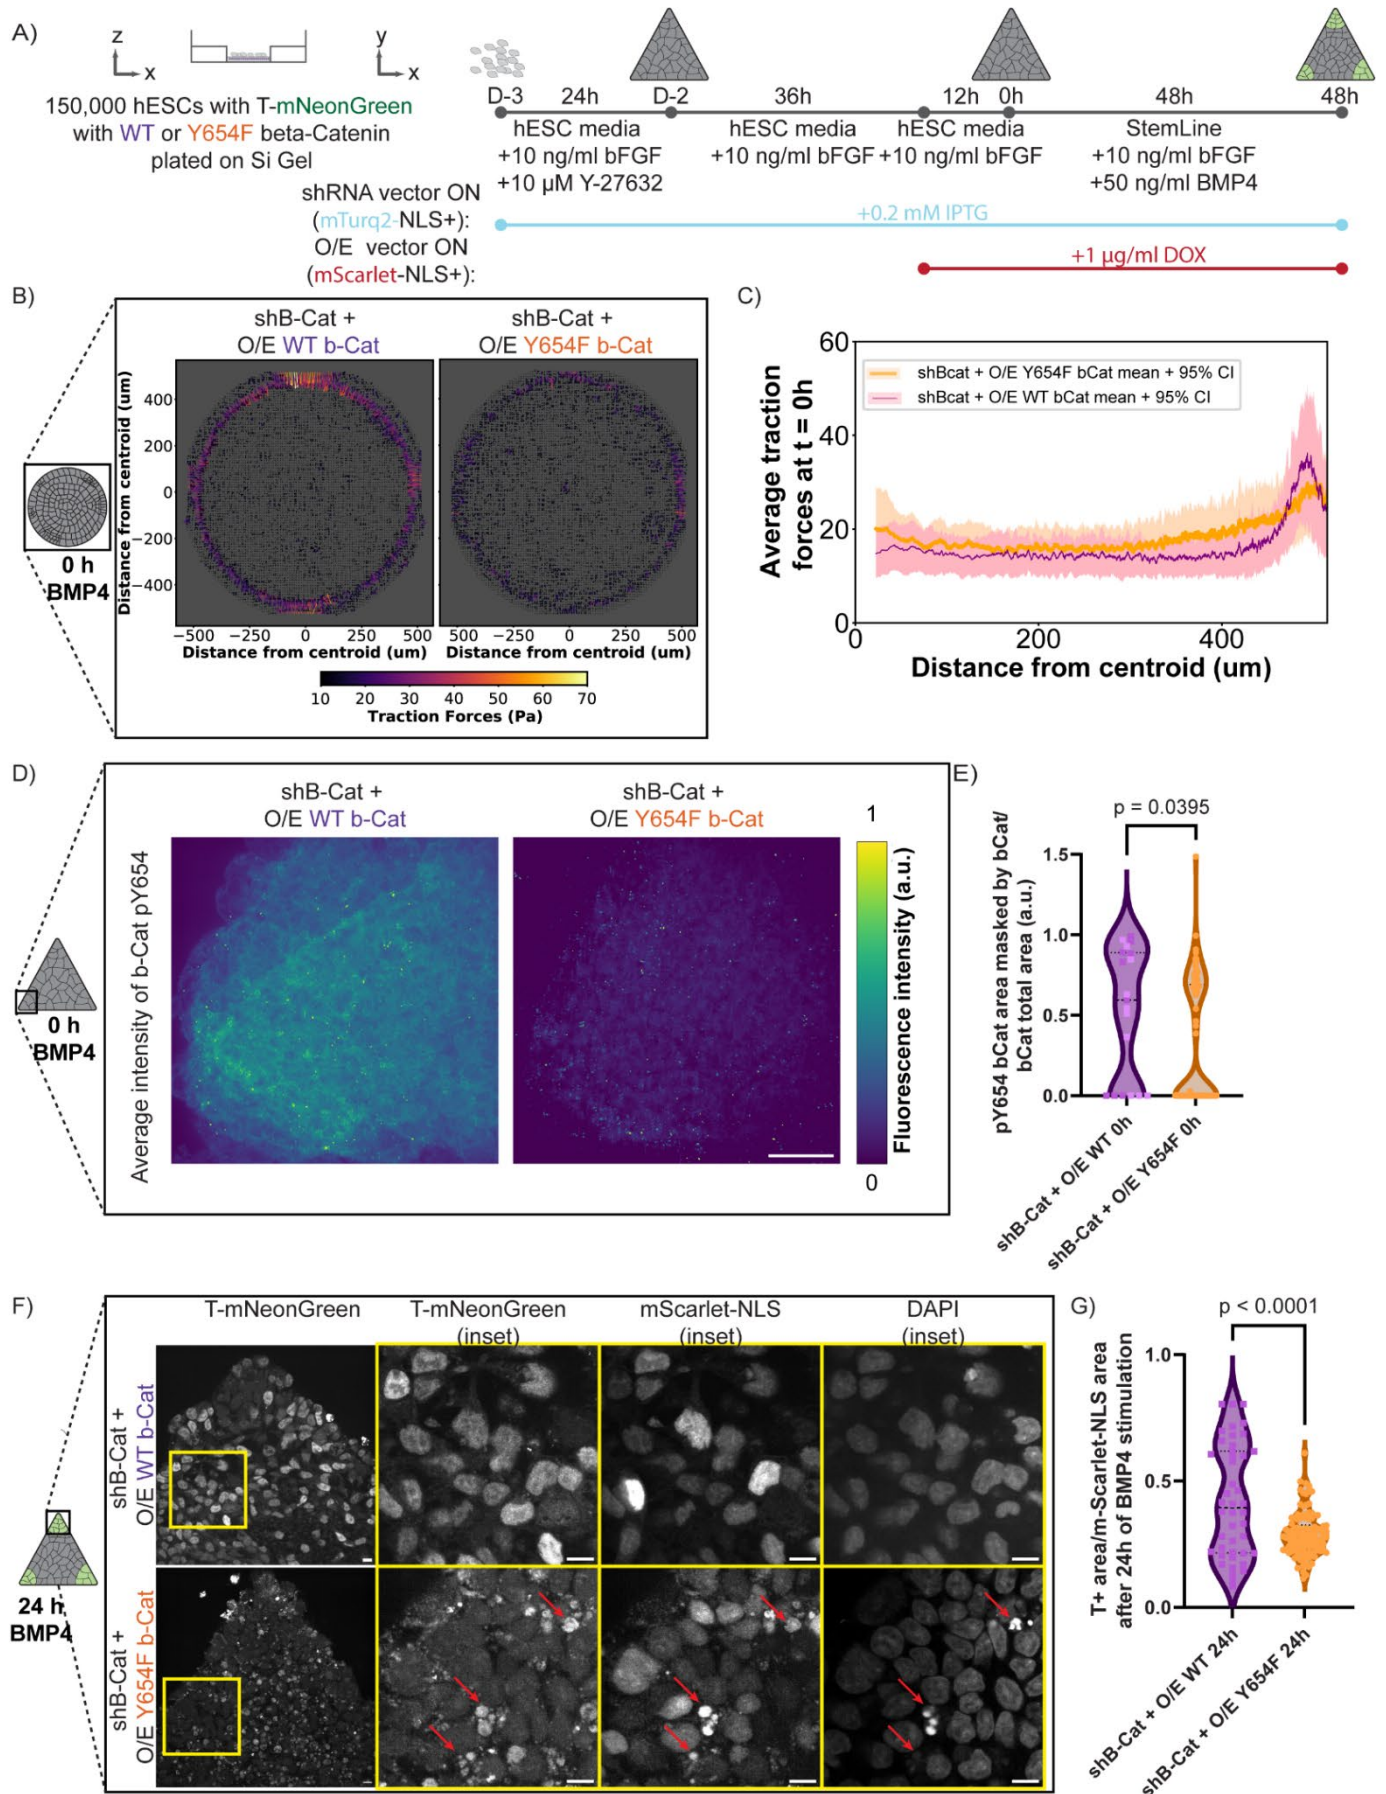 A)
z
x
y
x
150,000 hESCs with T-mNeonGreen
with WT or Y654F beta-Catenin
plated on Si Gel
D-3 24h D-2 36h 12h 0h 48h 48h
hESC media hESC media hESC media StemLine
+10 ng/ml bFGF +10 ng/ml bFGF +10 ng/ml bFGF +10 ng/ml bFGF
+10 µM Y-27632 +50 ng/ml BMP4
shRNA vector ON
(mTurq2-NLS+):
+0.2 mM IPTG
O/E vector ON
(mScarlet-NLS+):
+1 µg/ml DOX
B)
shB-Cat +
O/E WT b-Cat
shB-Cat +
O/E Y654F b-Cat
0 h
BMP4
Distance from centroid (um)
400
200
0
−200
−400
−500 0 500
500 −250 0 250 500
Distance from centroid (um)
Distance from centroid (um)
10 20 30 40 50 60 70
Traction Forces (Pa)
C)
Average traction
forces at t = 0h
60
40
20
0
shBcat + O/E Y654F bCat mean + 95% CI
shBcat + O/E WT bCat mean + 95% CI
0 200 400
Distance from centroid (um)
D)
shB-Cat +
O/E WT b-Cat
shB-Cat +
O/E Y654F b-Cat
0 h
BMP4
Average intensity of b-Cat pY654
1
Fluorescence intensity (a.u.)
0
E)
p = 0.0395
pY654 bCat area masked by bCat/
bCat total area (a.u.)
1.5
1.0
0.5
0.0
shB-Cat + O/E WT 0h
shB-Cat + O/E Y654F 0h
F)
T-mNeonGreen
T-mNeonGreen
(inset)
mScarlet-NLS
(inset)
DAPI
(inset)
shB-Cat +
O/E WT b-Cat
shB-Cat +
O/E Y654F b-Cat
24 h
BMP4
G)
p < 0.0001
T+ area/m-Scarlet-NLS area
after 24h of BMP4 stimulation
1.0
0.5
0.0
shB-Cat + O/E WT 24h
shB-Cat + O/E Y654F 24h